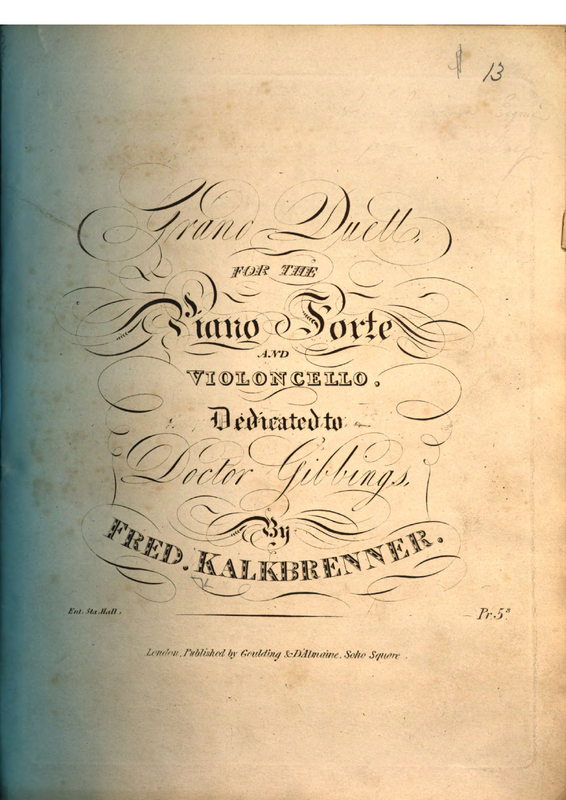 13
Grand Duett,
FOR THE
Piano Forte
AND
VIOLONCELLO.
Dedicated to
Doctor Gibbings,
By
FRED. KALKBRENNER.
Ent. Sta. Hall.
Pr. 5s
London, Published by Goulding & D'Almaine, Soho Square.